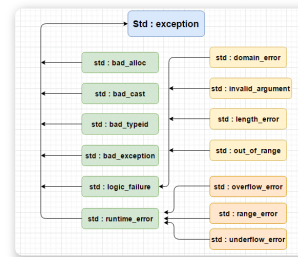 Std : exception
std : bad_alloc
std : bad_cast
std : bad_typeid
std : bad_exception
std : logic_failure
std : runtime_error
std : domain_error
std : invalid_argument
std : length_error
std : out_of_range
std : overflow_error
std : range_error
std : underflow_error